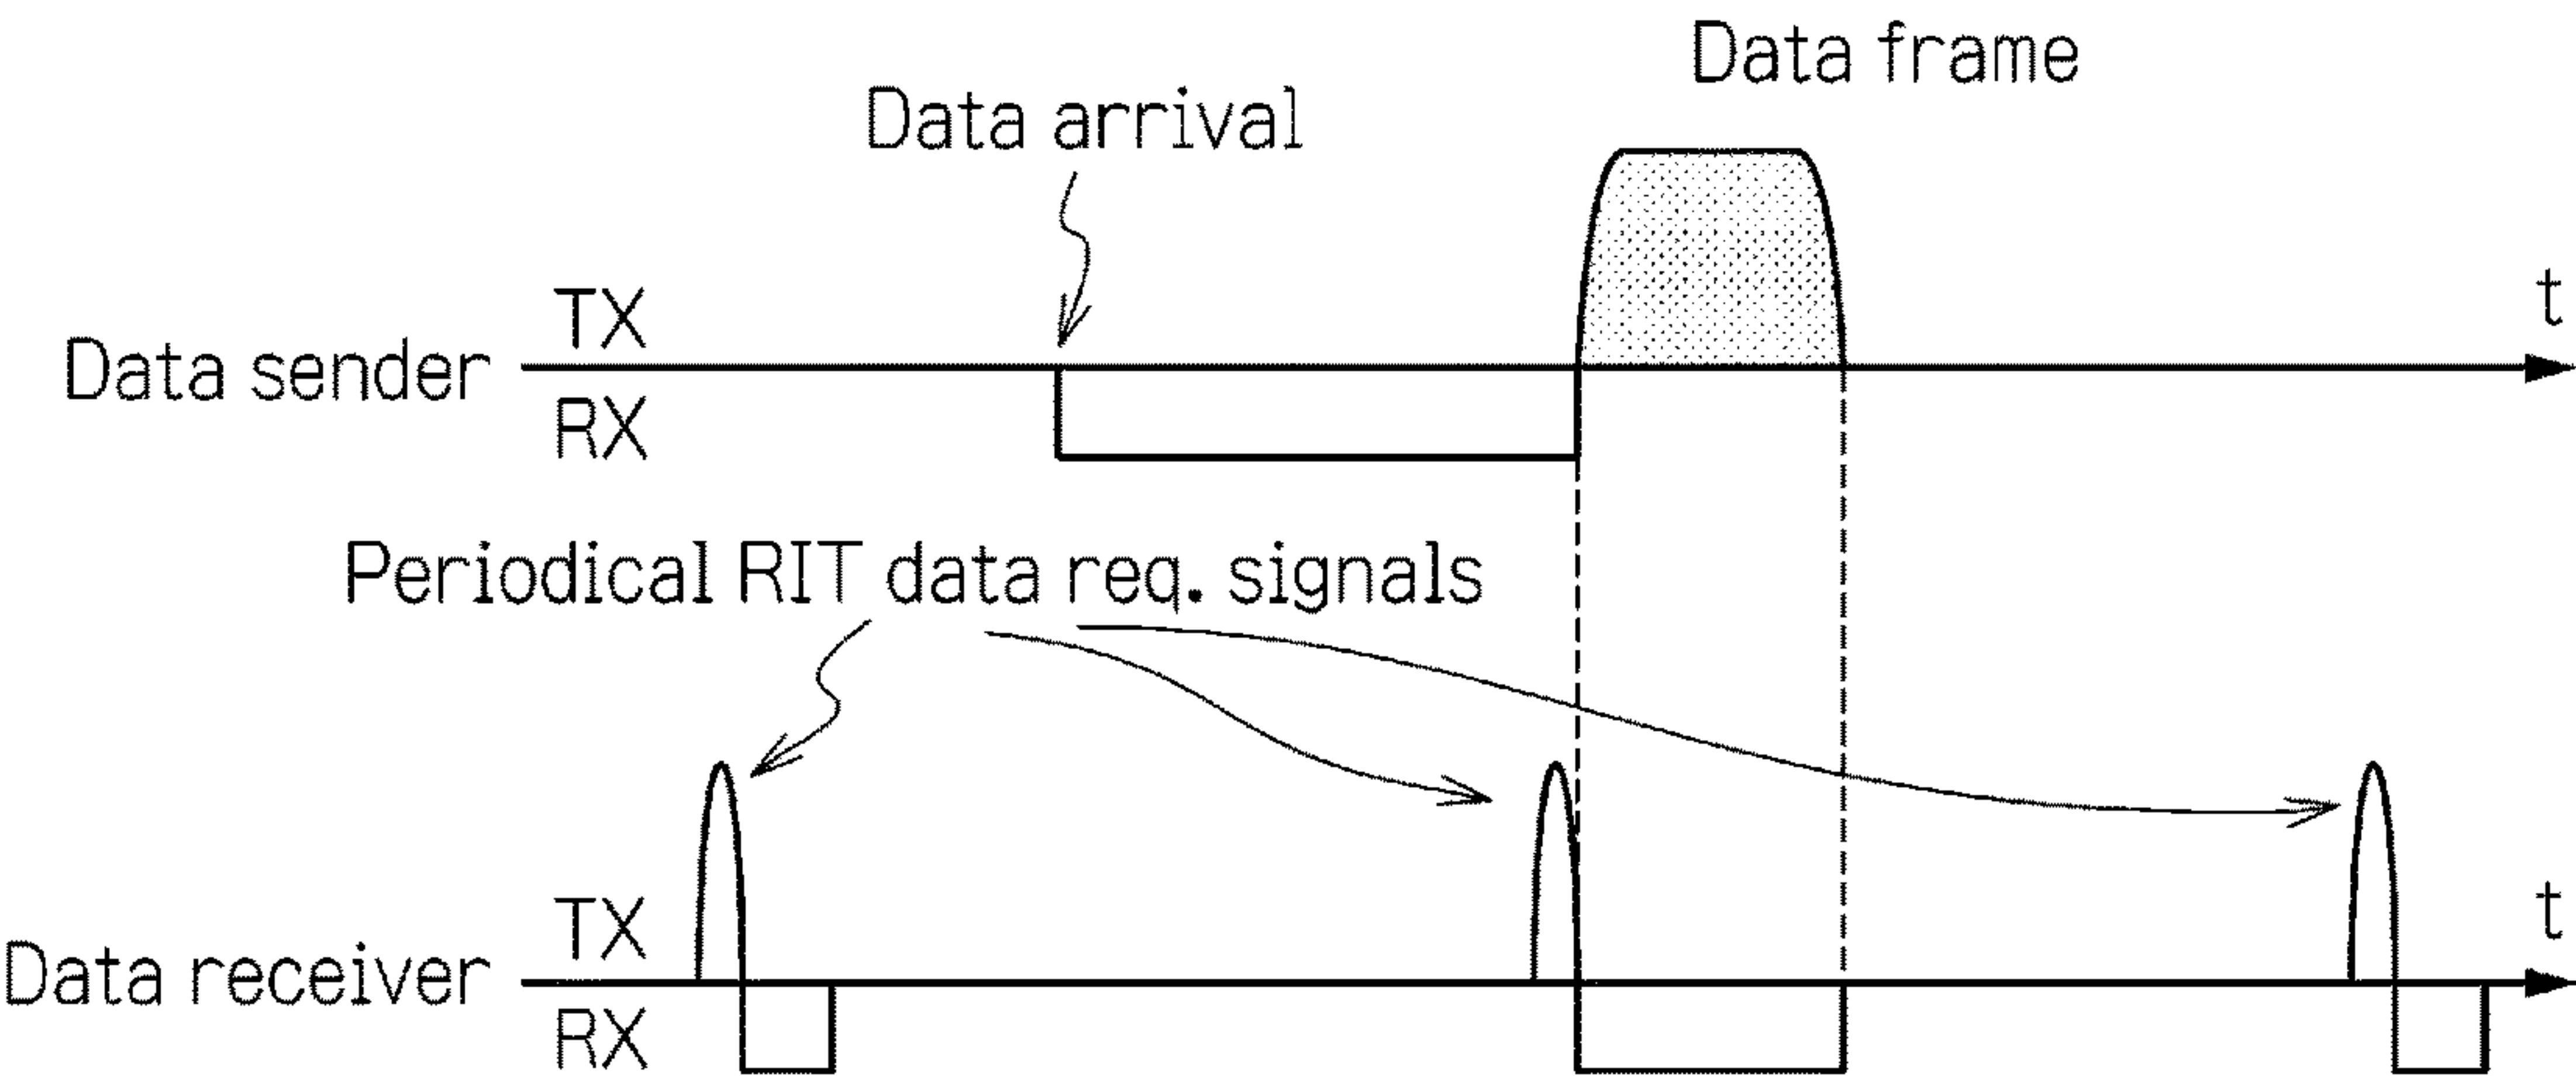 Data frame
Data arrival
TX
t
Data sender
RX
Periodical RIT data req. signals
TX
t
Data receiver
RX